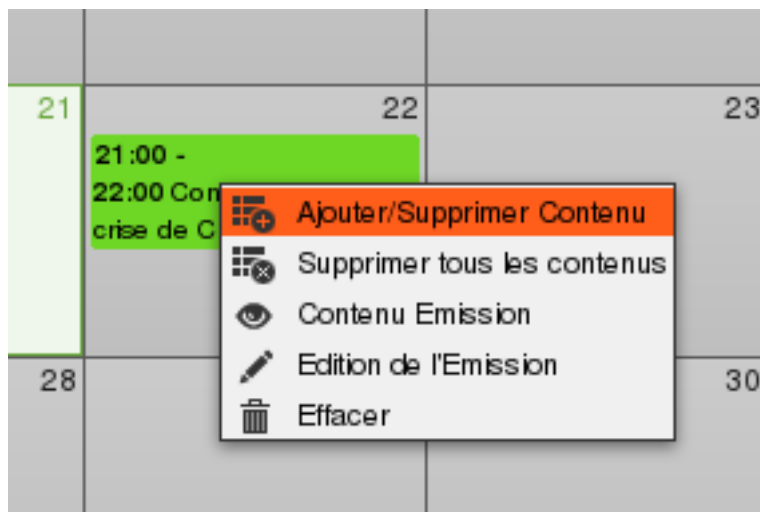 21
22
23
21:00 -
22:00
crise de C
Ajouter/Supprimer Contenu
Supprimer tous les contenus
Contenu Emission
Edition de l'Emission
Effacer
28
30